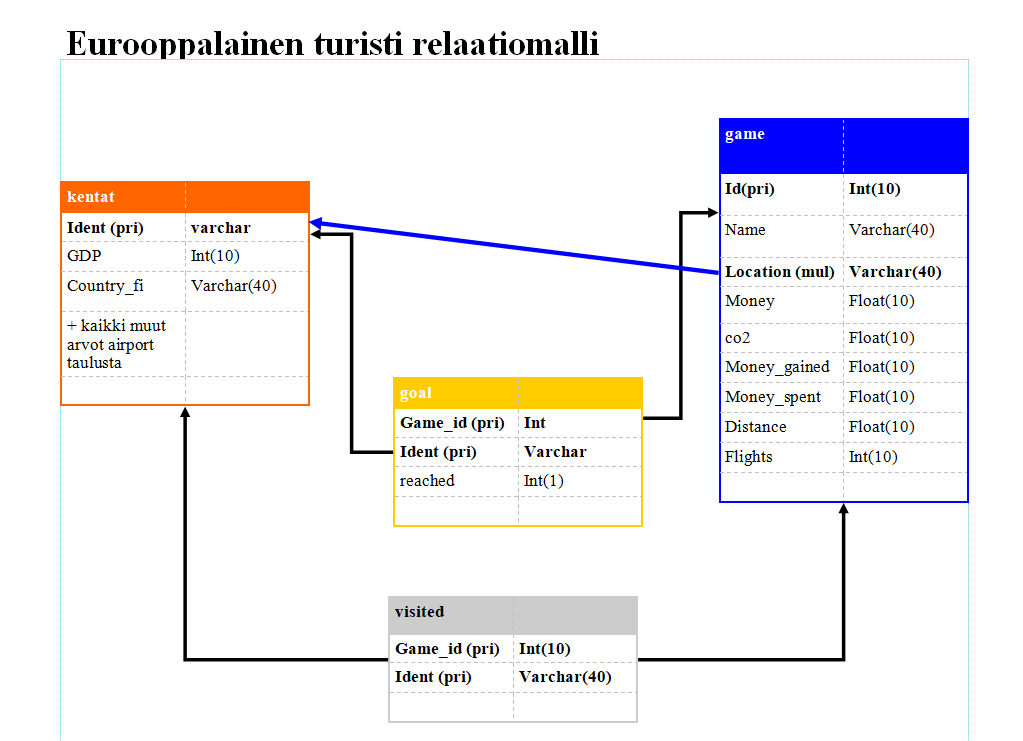 Eurooppalainen turisti relaatiomalli
kentat
Ident (pri) varchar
GDP Int(10)
Country_fi Varchar(40)
+ kaikki muut
arvot airport
taulusta
game
Id(pri) Int(10)
Name Varchar(40)
Location (mul) Varchar(40)
Money Float(10)
co2 Float(10)
Money_gained Float(10)
Money_spent Float(10)
Distance Float(10)
Flights Int(10)
goal
Game_id (pri) Int
Ident (pri) Varchar
reached Int(1)
visited
Game_id (pri) Int(10)
Ident (pri) Varchar(40)